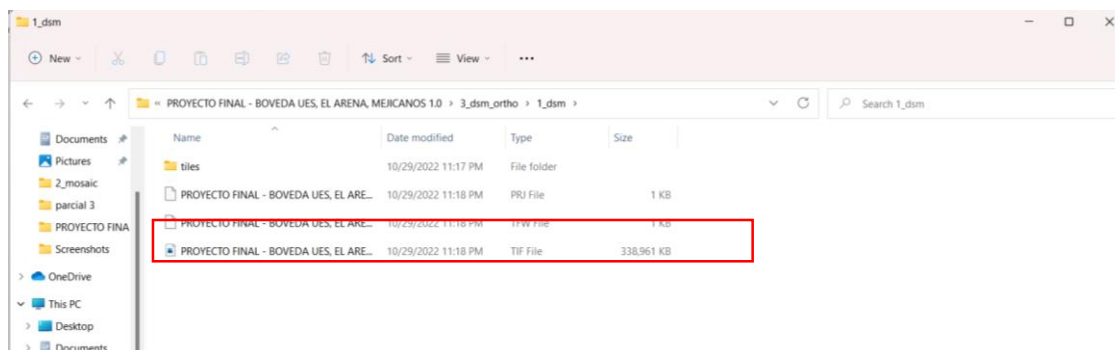 1_dsm
New
Sort
View
« PROYECTO FINAL - BOVEDA UES, EL ARENA, MEJICANOS 1.0 › 3_dsm_ortho › 1_dsm ›
Search 1_dsm
Documents
Pictures
2_mosaic
parcial 3
PROYECTO FINA
Screenshots
OneDrive
This PC
Desktop
Documents
Name Date modified Type Size
tiles 10/29/2022 11:17 PM File folder
PROYECTO FINAL - BOVEDA UES, EL ARE... 10/29/2022 11:18 PM PRJ File 1 KB
PROYECTO FINAL - BOVEDA UES, EL ARE... 10/29/2022 11:18 PM TFW File 1 KB
PROYECTO FINAL - BOVEDA UES, EL ARE... 10/29/2022 11:18 PM TIF File 338,961 KB